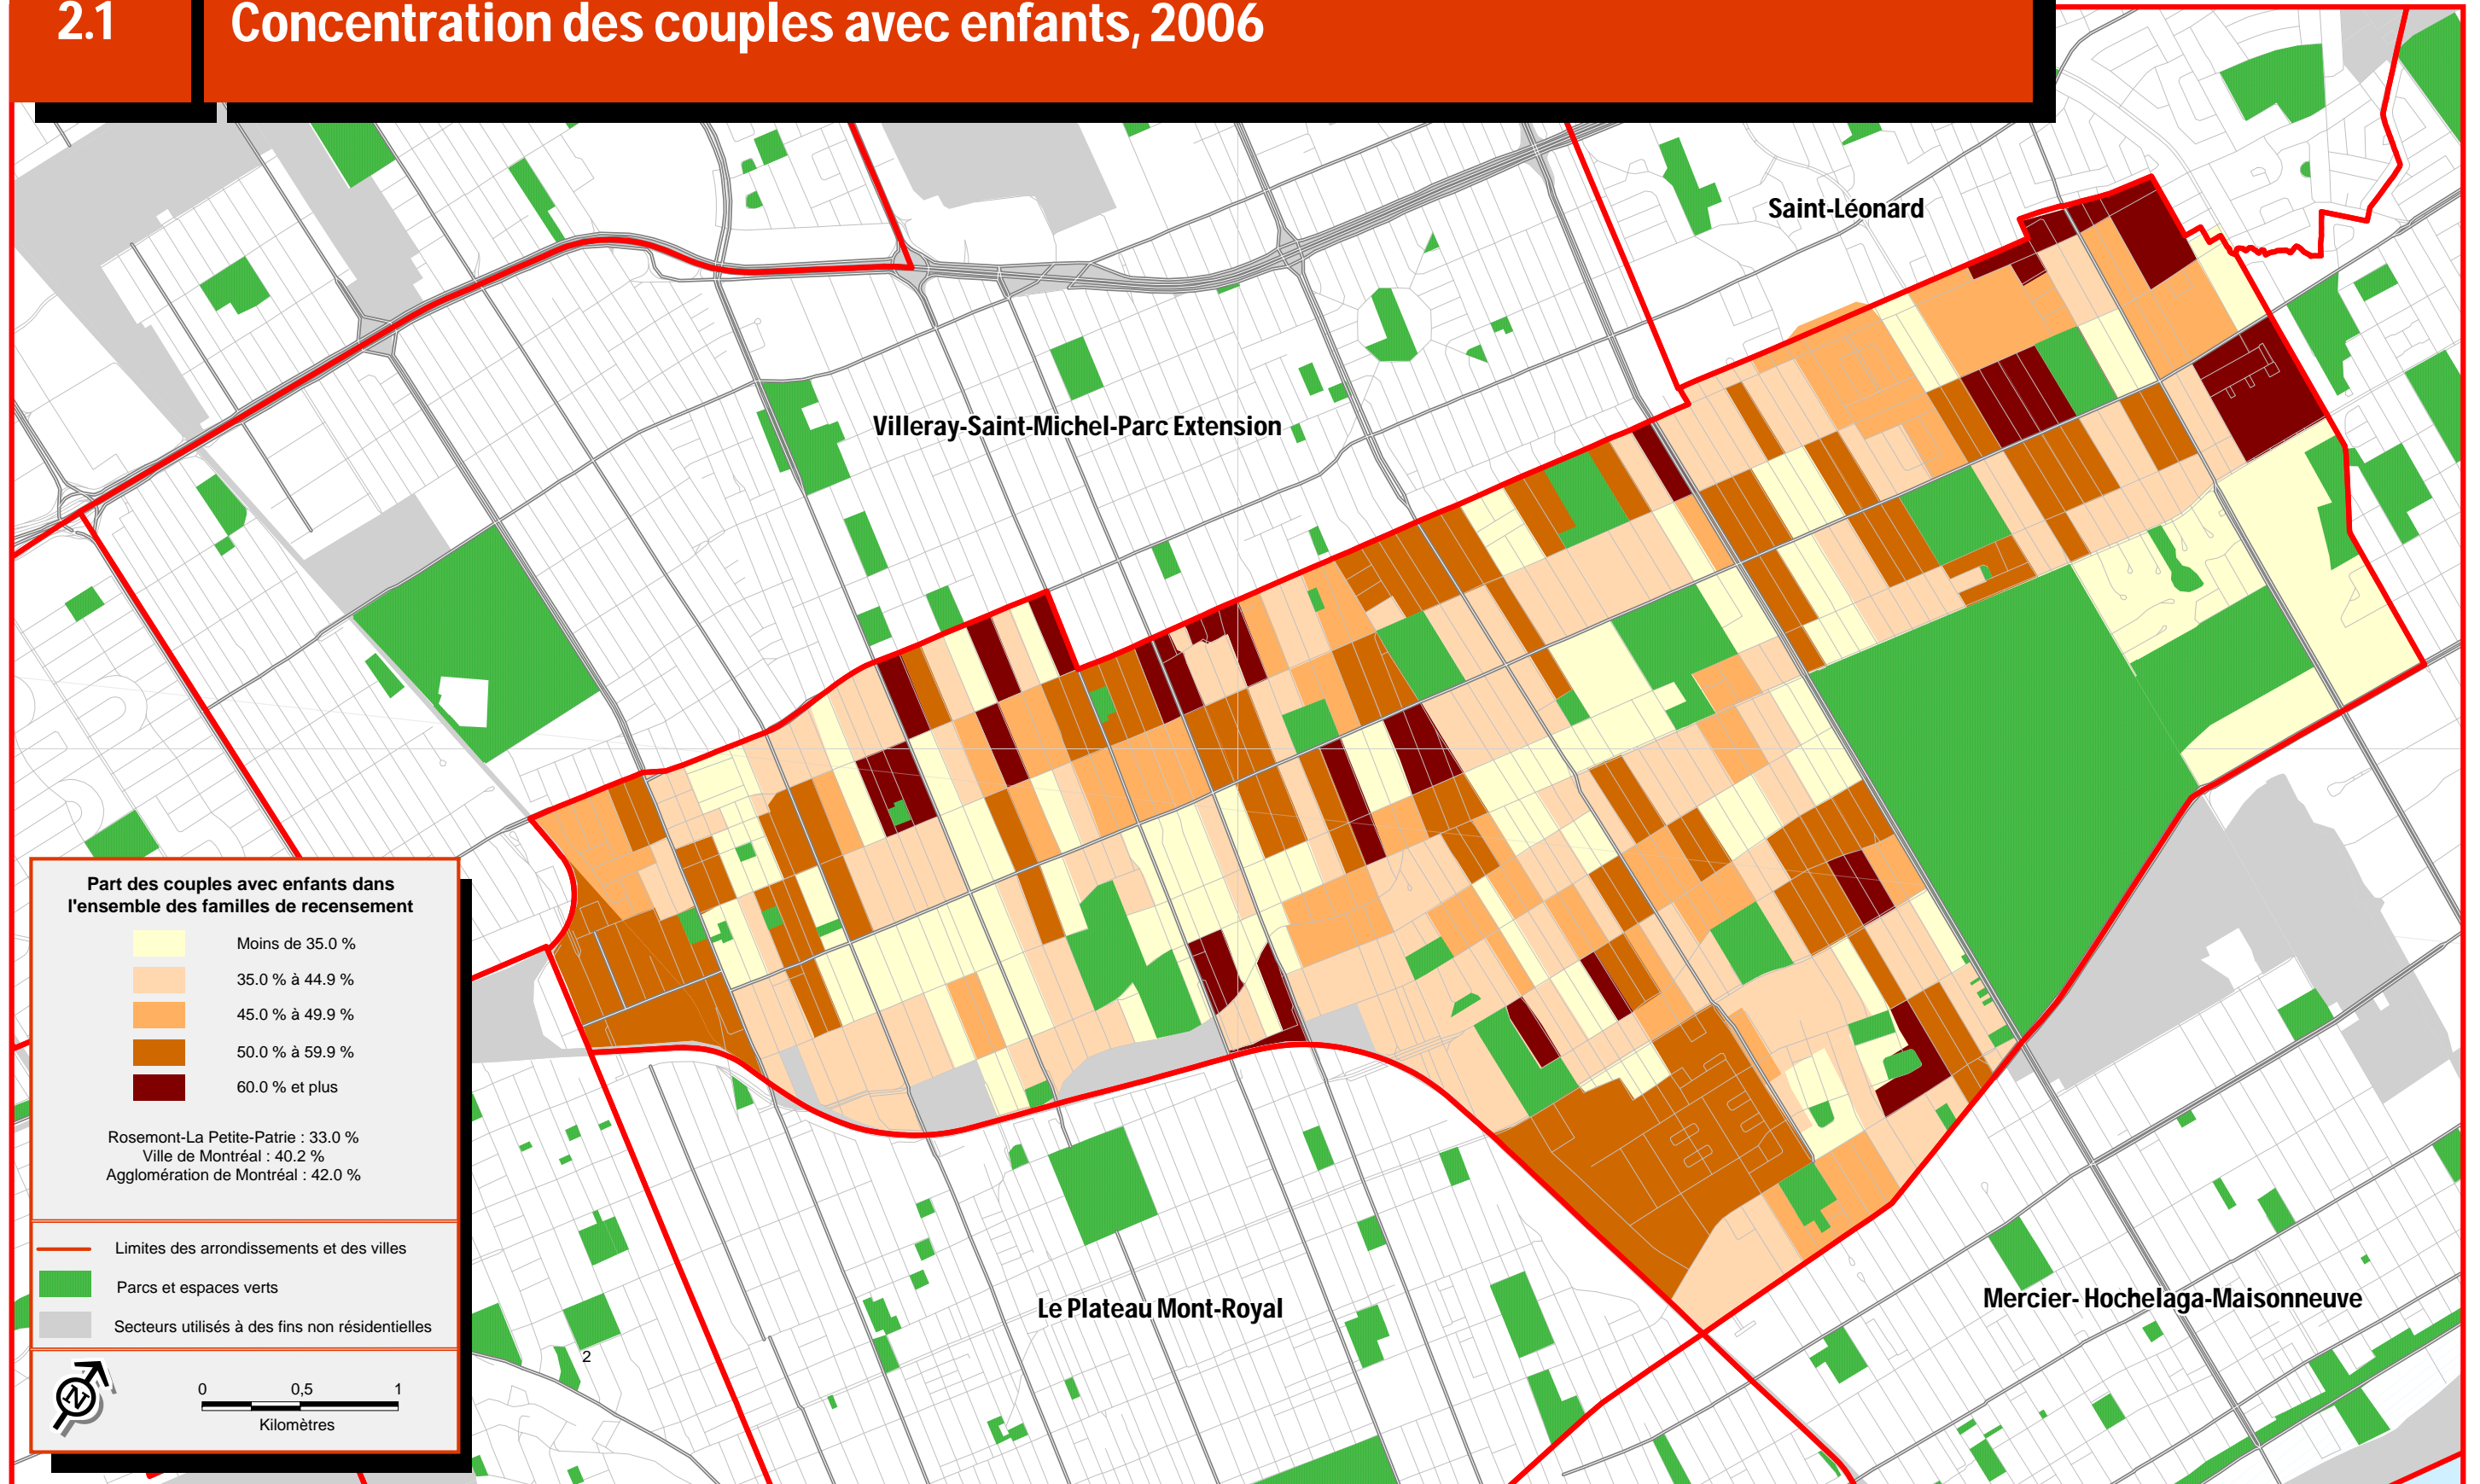 2.1
Concentration des couples avec enfants, 2006
Saint-Léonard
Villeray-Saint-Michel-Parc Extension
Part des couples avec enfants dans
l'ensemble des familles de recensement
Moins de 35.0 %
35.0 % à 44.9 %
45.0 % à 49.9 %
50.0 % à 59.9 %
60.0 % et plus
Rosemont-La Petite-Patrie : 33.0 %
Ville de Montréal : 40.2 %
Agglomération de Montréal : 42.0 %
Limites des arrondissements et des villes
Parcs et espaces verts
Secteurs utilisés à des fins non résidentielles
N
0 0,5 1
Kilomètres
2
Le Plateau Mont-Royal
Mercier- Hochelaga-Maisonneuve